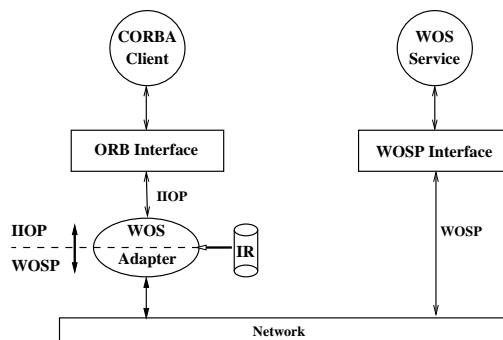 CORBA
Client
WOS
Service
ORB Interface
WOSP Interface
IIOP
IIOP
WOS
WOSP
Adapter
IR
WOSP
Network